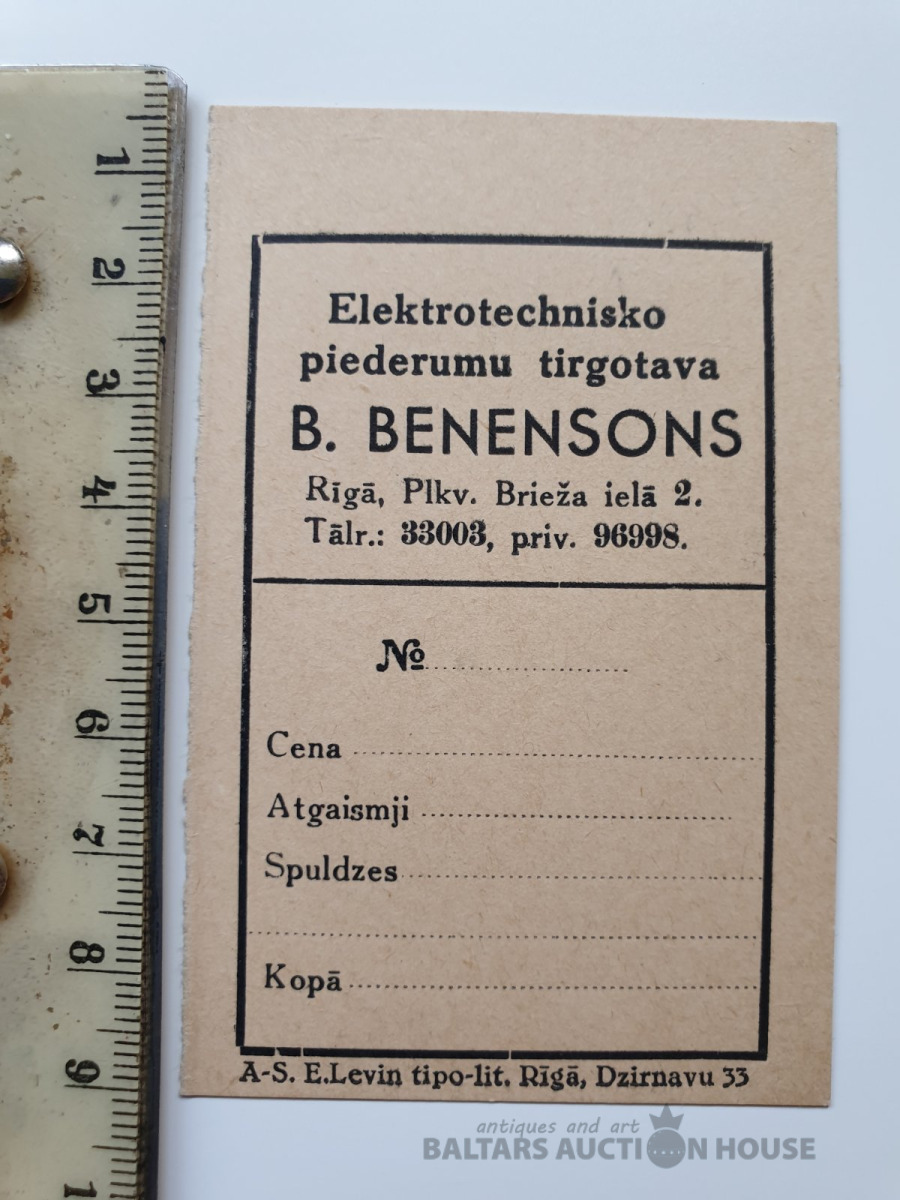 Elektrotechnisko
piederumu tirgotava
B. BENENSONS
Rīgā, Plkv. Brieža ielā 2.
Tālr.: 33003, priv. 96998.
№
Cena
Atgaismji
Spuldzes
Kopā
A-S. E.Levin tipo-lit. Rīgā, Dzirnavu 33
1
2
3
4
5
6
7
8
9
1
antiques and art
BALTARS AUCTION HOUSE